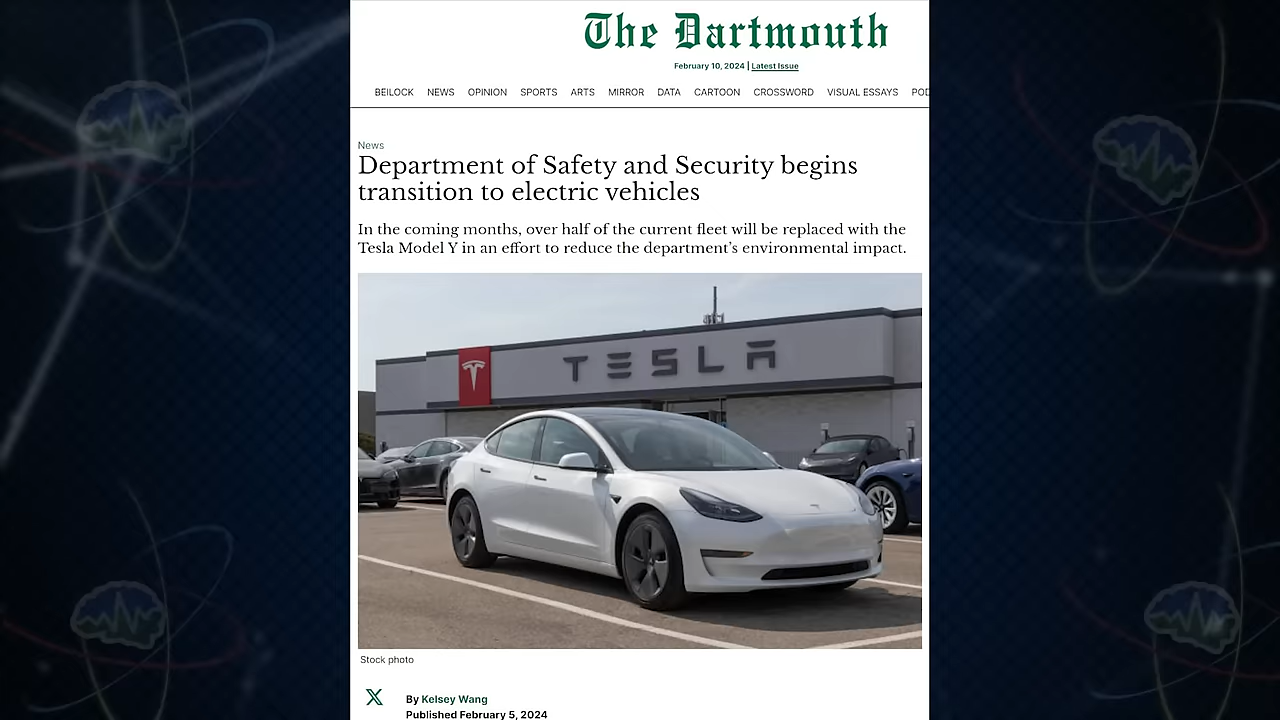 The Dartmouth
February 10, 2024 | Latest Issue
BEILOCK NEWS OPINION SPORTS ARTS MIRROR DATA CARTOON CROSSWORD VISUAL ESSAYS POD
News
Department of Safety and Security begins
transition to electric vehicles
In the coming months, over half of the current fleet will be replaced with the
Tesla Model Y in an effort to reduce the department's environmental impact.
TESLA
Stock photo
By Kelsey Wang
Published February 5, 2024